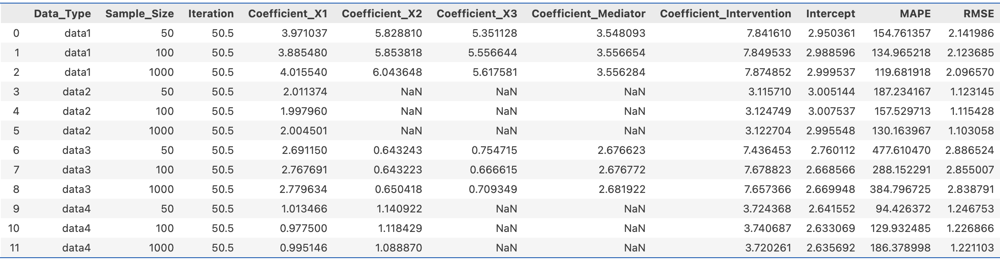 Data_Type Sample_Size Iteration Coefficient_X1 Coefficient_X2 Coefficient_X3 Coefficient_Mediator Coefficient_Intervention Intercept MAPE RMSE
0 data1 50 50.5 3.971037 5.828810 5.351128 3.548093 7.841610 2.950361 154.761357 2.141986
1 data1 100 50.5 3.885480 5.853818 5.556644 3.556654 7.849533 2.988596 134.965218 2.123685
2 data1 1000 50.5 4.015540 6.043648 5.617581 3.556284 7.874852 2.999537 119.681918 2.096570
3 data2 50 50.5 2.011374 NaN NaN NaN 3.115710 3.005144 187.234167 1.123145
4 data2 100 50.5 1.997960 NaN NaN NaN 3.124749 3.007537 157.529713 1.115428
5 data2 1000 50.5 2.004501 NaN NaN NaN 3.122704 2.995548 130.163967 1.103058
6 data3 50 50.5 2.691150 0.643243 0.754715 2.676623 7.436453 2.760112 477.610470 2.886524
7 data3 100 50.5 2.767691 0.643223 0.666615 2.676772 7.678823 2.668566 288.152291 2.855007
8 data3 1000 50.5 2.779634 0.650418 0.709349 2.681922 7.657366 2.669948 384.796725 2.838791
9 data4 50 50.5 1.013466 1.140922 NaN NaN 3.724368 2.641552 94.426372 1.246753
10 data4 100 50.5 0.977500 1.118429 NaN NaN 3.740687 2.633069 129.932485 1.226866
11 data4 1000 50.5 0.995146 1.088870 NaN NaN 3.720261 2.635692 186.378998 1.221103